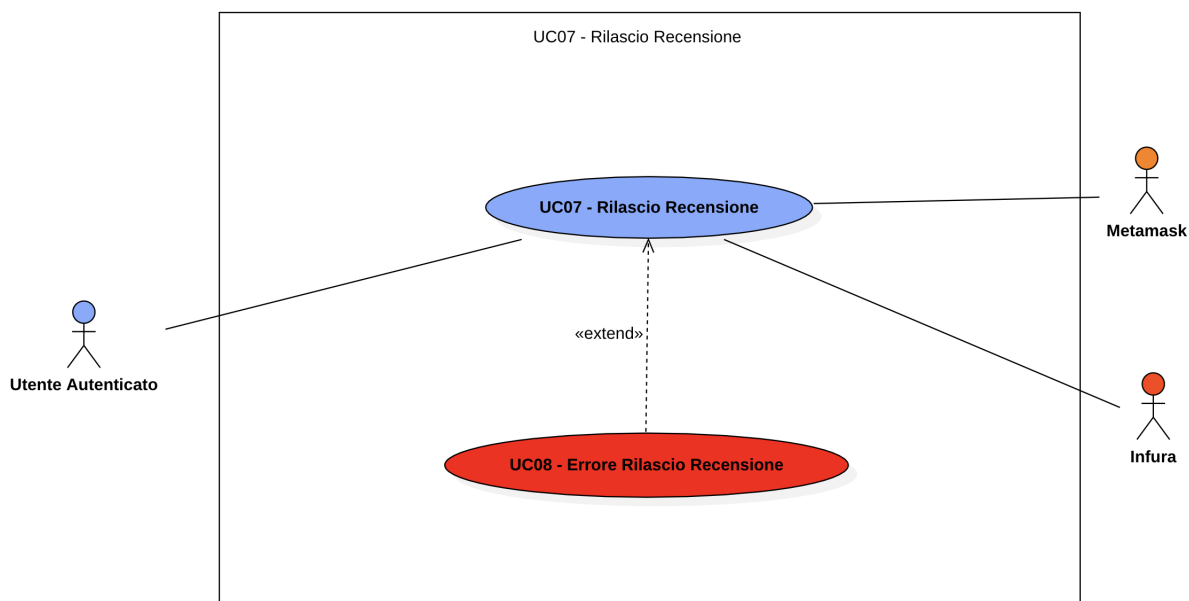 UC07 - Rilascio Recensione
UC07 - Rilascio Recensione
Metamask
«extend»
Utente Autenticato
UC08 - Errore Rilascio Recensione
Infura